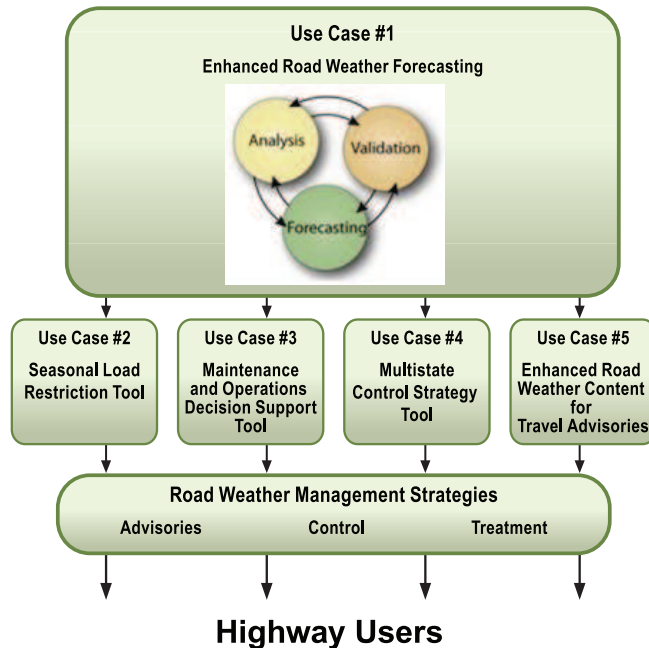 Use Case #1
Enhanced Road Weather Forecasting
Analysis
Validation
Forecasting
Use Case #2
Seasonal Load
Restriction Tool
Use Case #3
Maintenance
and Operations
Decision Support
Tool
Use Case #4
Multistate
Control Strategy
Tool
Use Case #5
Enhanced Road
Weather Content
for
Travel Advisories
Road Weather Management Strategies
Advisories Control Treatment
Highway Users